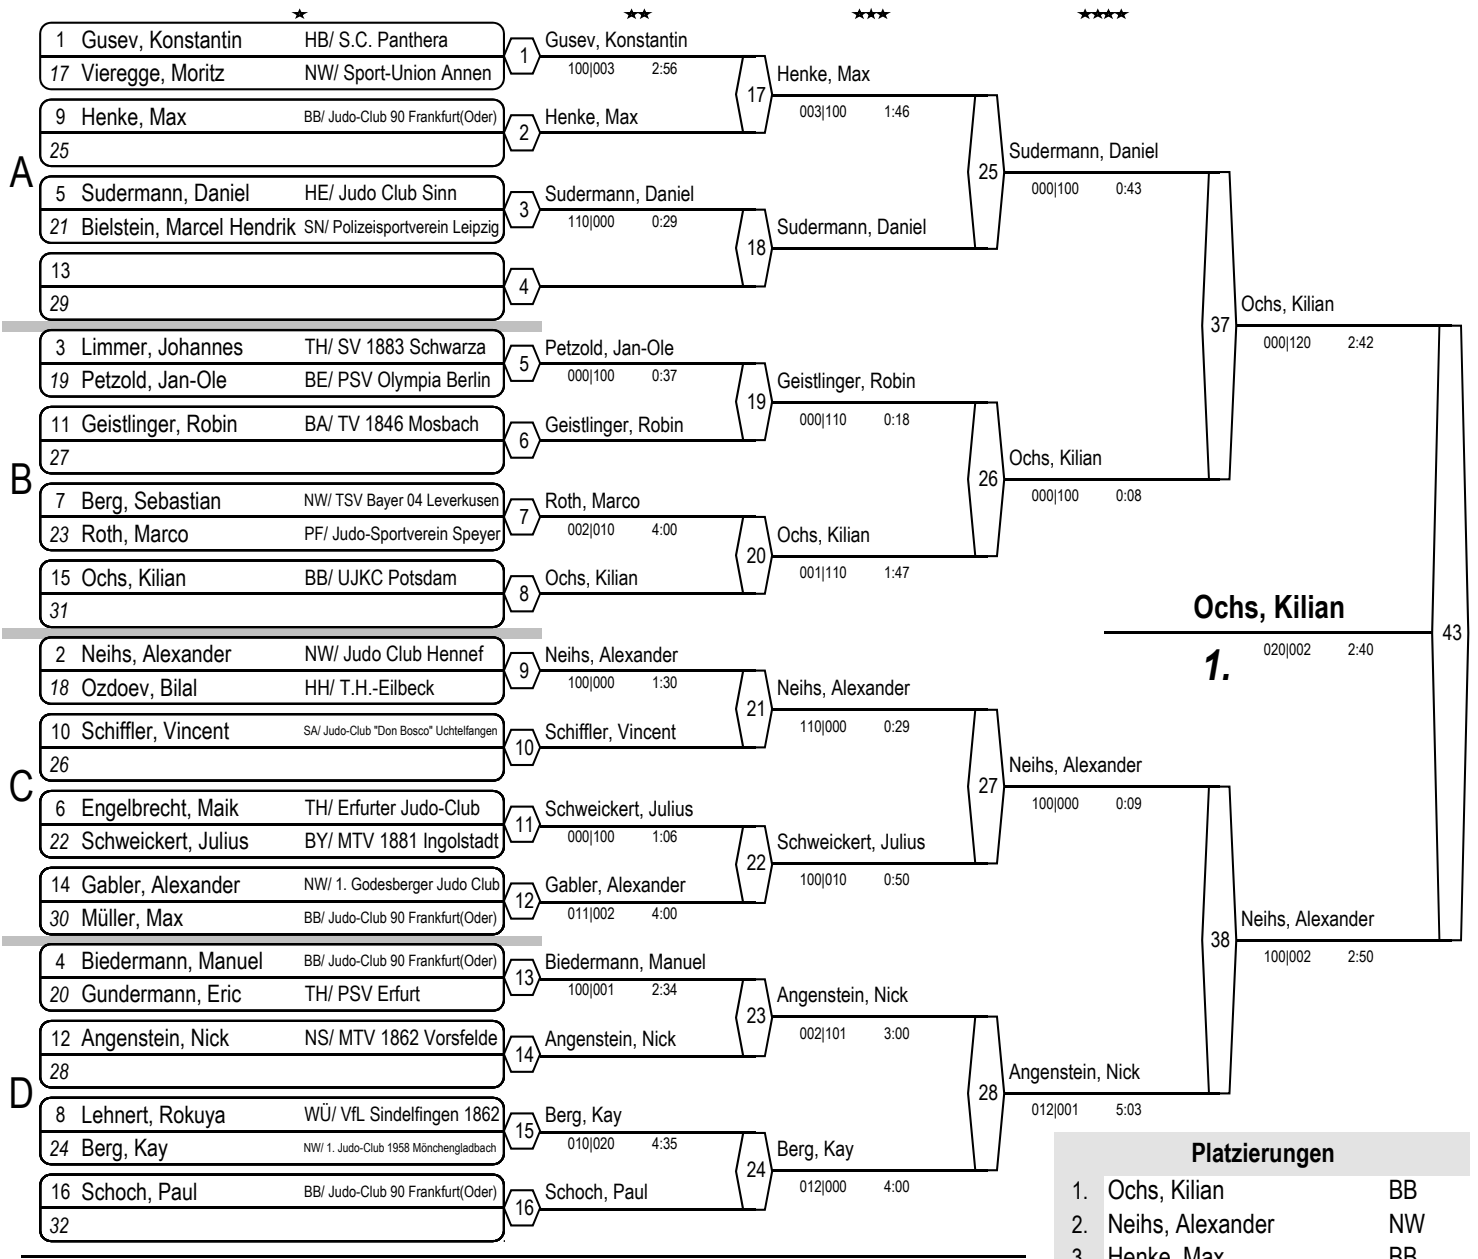 1 Gusev, Konstantin HB/ S.C. Panthera
17 Vieregge, Moritz NW/ Sport-Union Annen
9 Henke, Max BB/ Judo-Club 90 Frankfurt(Oder)
25
A
5 Sudermann, Daniel HE/ Judo Club Sinn
21 Bielstein, Marcel Hendrik SN/ Polizeisportverein Leipzig
13
29
3 Limmer, Johannes TH/ SV 1883 Schwarza
19 Petzold, Jan-Ole BE/ PSV Olympia Berlin
11 Geistlinger, Robin BA/ TV 1846 Mosbach
27
B
7 Berg, Sebastian NW/ TSV Bayer 04 Leverkusen
23 Roth, Marco PF/ Judo-Sportverein Speyer
15 Ochs, Kilian BB/ UJKC Potsdam
31
2 Neihs, Alexander NW/ Judo Club Hennef
18 Ozdoev, Bilal HH/ T.H.-Eilbeck
10 Schiffler, Vincent SA/ Judo-Club "Don Bosco" Uchtelfangen
26
C
6 Engelbrecht, Maik TH/ Erfurter Judo-Club
22 Schweickert, Julius BY/ MTV 1881 Ingolstadt
14 Gabler, Alexander NW/ 1. Godesberger Judo Club
30 Müller, Max BB/ Judo-Club 90 Frankfurt(Oder)
4 Biedermann, Manuel BB/ Judo-Club 90 Frankfurt(Oder)
20 Gundermann, Eric TH/ PSV Erfurt
12 Angenstein, Nick NS/ MTV 1862 Vorsfelde
28
D
8 Lehnert, Rokuya WÜ/ VfL Sindelfingen 1862
24 Berg, Kay NW/ 1. Judo-Club 1958 Mönchengladbach
16 Schoch, Paul BB/ Judo-Club 90 Frankfurt(Oder)
32
1 Gusev, Konstantin
100|003 2:56
2 Henke, Max
3 Sudermann, Daniel
110|000 0:29
4
5 Petzold, Jan-Ole
000|100 0:37
6 Geistlinger, Robin
7 Roth, Marco
002|010 4:00
8 Ochs, Kilian
9 Neihs, Alexander
100|000 1:30
10 Schiffler, Vincent
11 Schweickert, Julius
000|100 1:06
12 Gabler, Alexander
011|002 4:00
13 Biedermann, Manuel
100|001 2:34
14 Angenstein, Nick
15 Berg, Kay
010|020 4:35
16 Schoch, Paul
17 Henke, Max
003|100 1:46
18 Sudermann, Daniel
19 Geistlinger, Robin
000|110 0:18
20 Ochs, Kilian
001|110 1:47
21 Neihs, Alexander
110|000 0:29
22 Schweickert, Julius
100|010 0:50
23 Angenstein, Nick
002|101 3:00
24 Berg, Kay
012|000 4:00
25 Sudermann, Daniel
000|100 0:43
26 Ochs, Kilian
000|100 0:08
27 Neihs, Alexander
100|000 0:09
28 Angenstein, Nick
012|001 5:03
37 Ochs, Kilian
000|120 2:42
38 Neihs, Alexander
100|002 2:50
Ochs, Kilian 43
1. 020|002 2:40
Platzierungen
1. Ochs, Kilian BB
2. Neihs, Alexander NW
3. Henke, Max BB